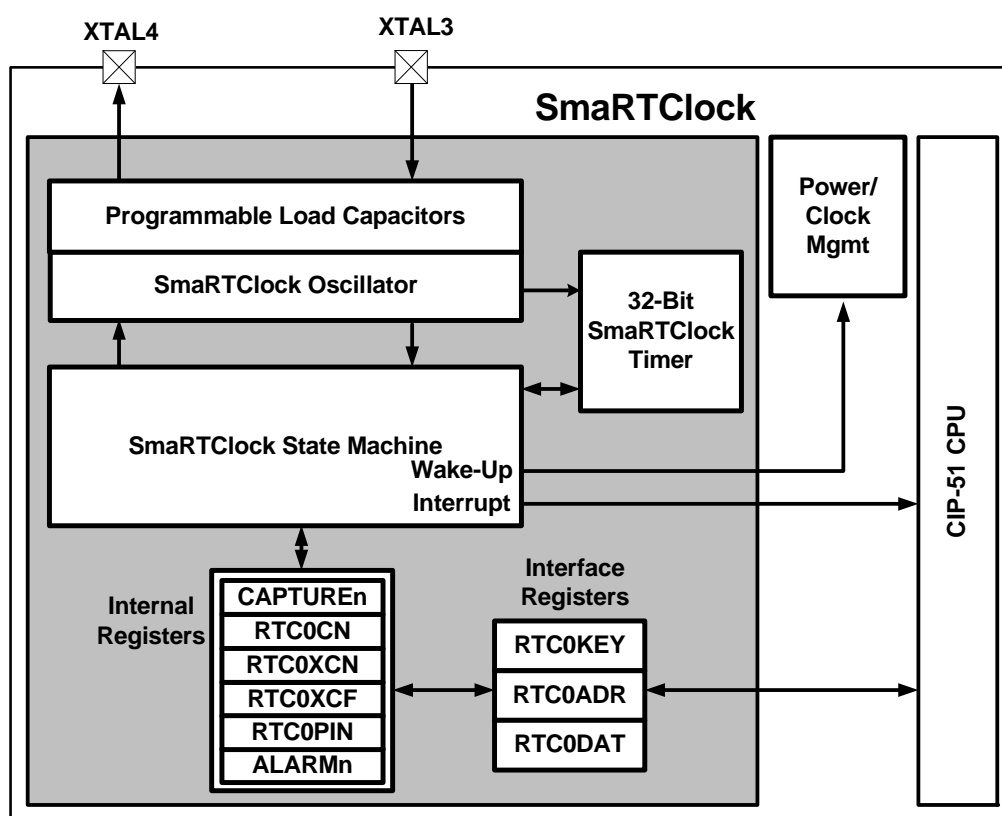 XTAL4
XTAL3
SmaRTClock
Programmable Load Capacitors
SmaRTClock Oscillator
32-Bit
SmaRTClock
Timer
Power/
Clock
Mgmt
CIP-51 CPU
SmaRTClock State Machine
Wake-Up
Interrupt
Internal
Registers
CAPTUREn
RTC0CN
RTC0XCN
RTC0XCF
RTC0PIN
ALARMn
Interface
Registers
RTC0KEY
RTC0ADR
RTC0DAT